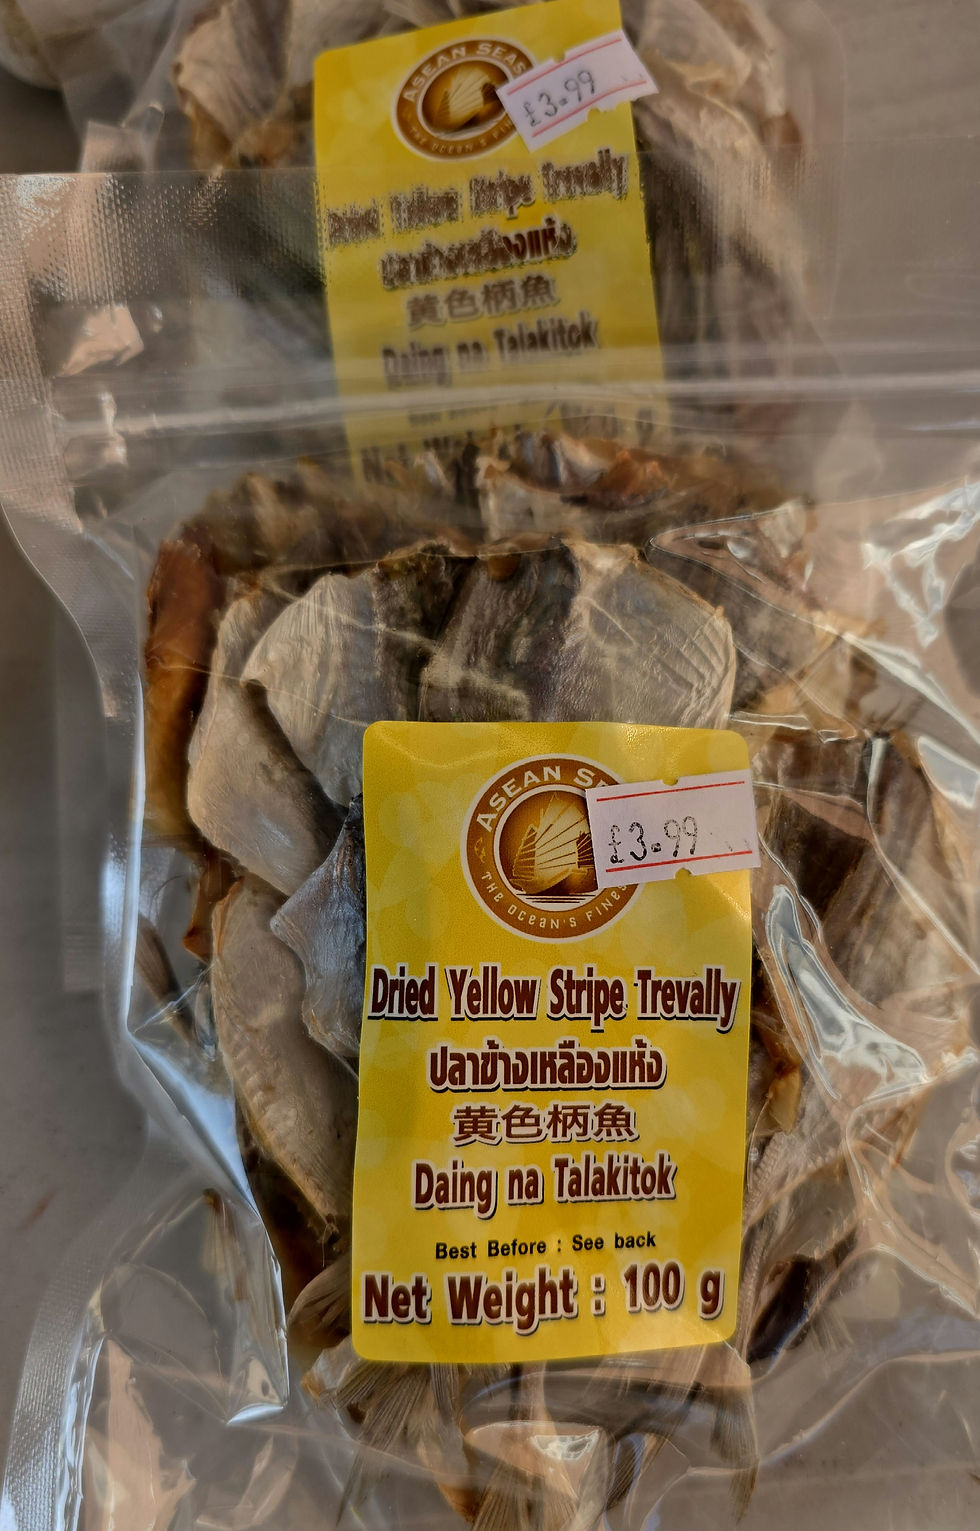 ASEAN SEAS
THE OCEAN'S
£3.99
Dried Yellow Stripe Trevally
ปลาข้างเหลืองแห้ง
黄色柄魚
Daing na Talakitok
Net
ASEAN
THE OCEAN'S
£3.99
Dried Yellow Stripe Trevally
ปลาข้างเหลืองแห้ง
黄色柄魚
Daing na Talakitok
Best Before : See back
Net Weight : 100 g